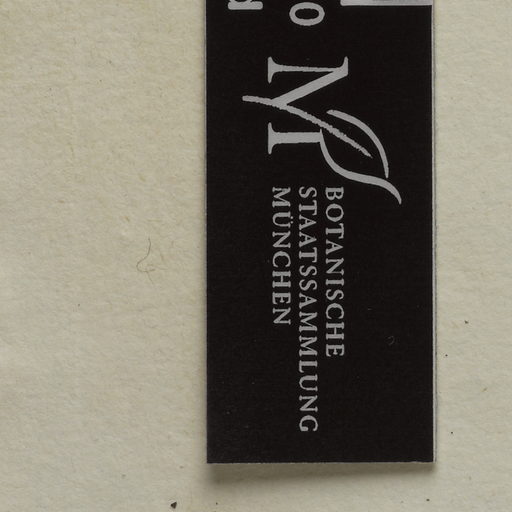 M
BOTANISCHE
STAATSSAMMLUNG
MÜNCHEN